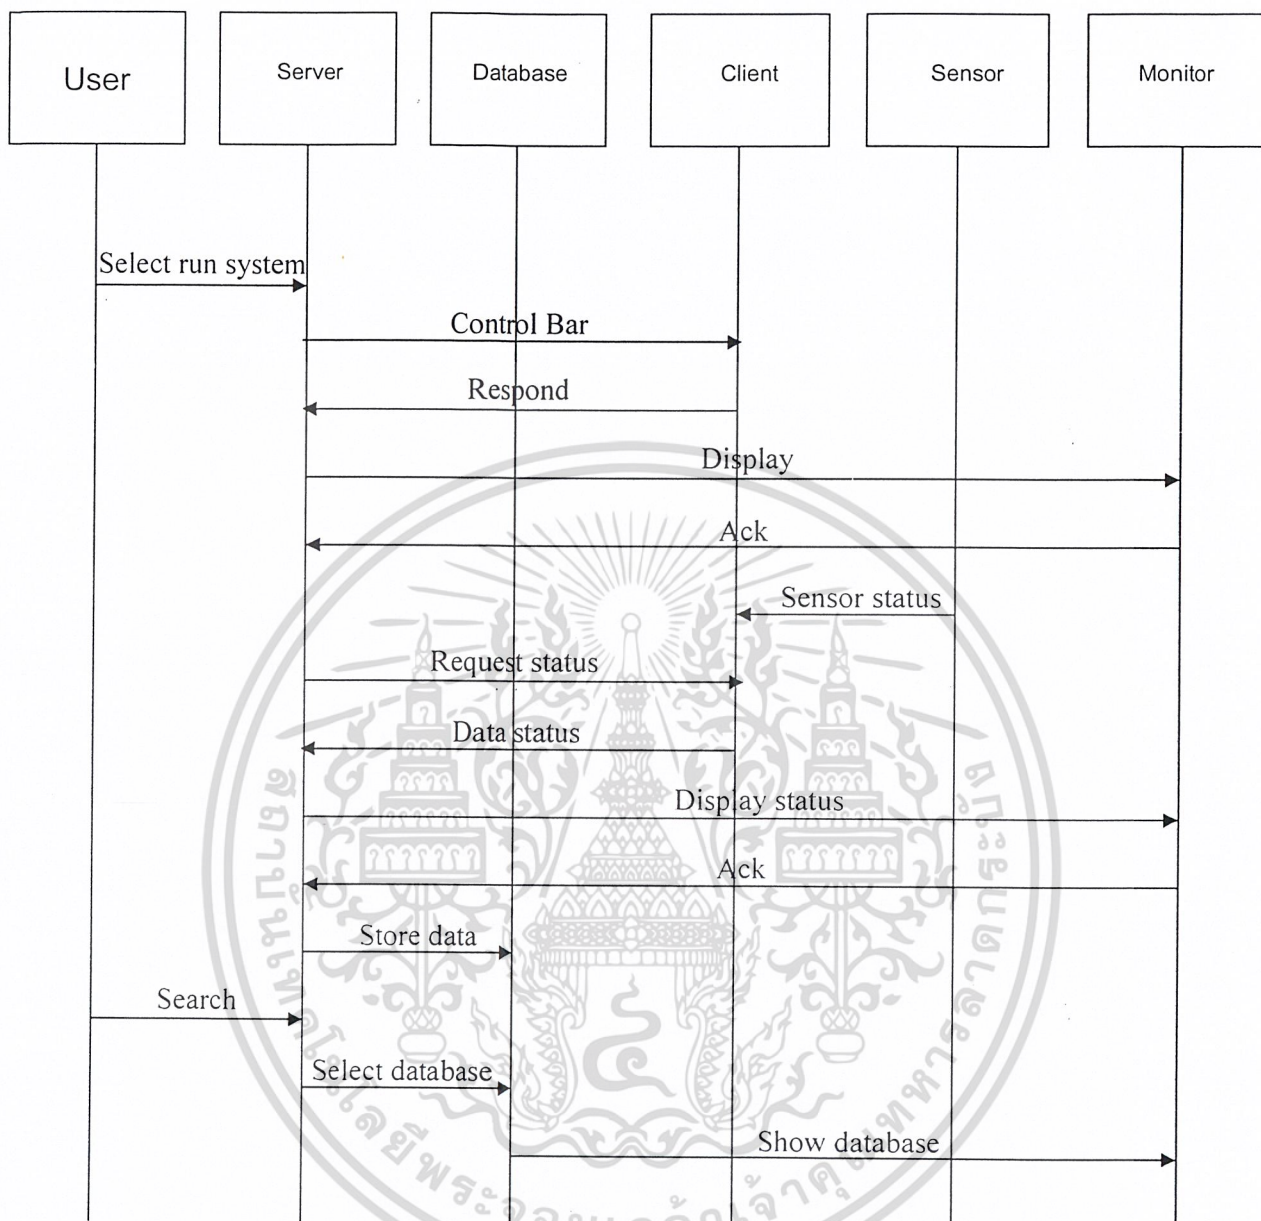 User
Server
Database
Client
Sensor
Monitor
Select run system
Control Bar
Respond
Display
Ack
Sensor status
Request status
Data status
Display status
Ack
Store data
Search
Select database
Show database